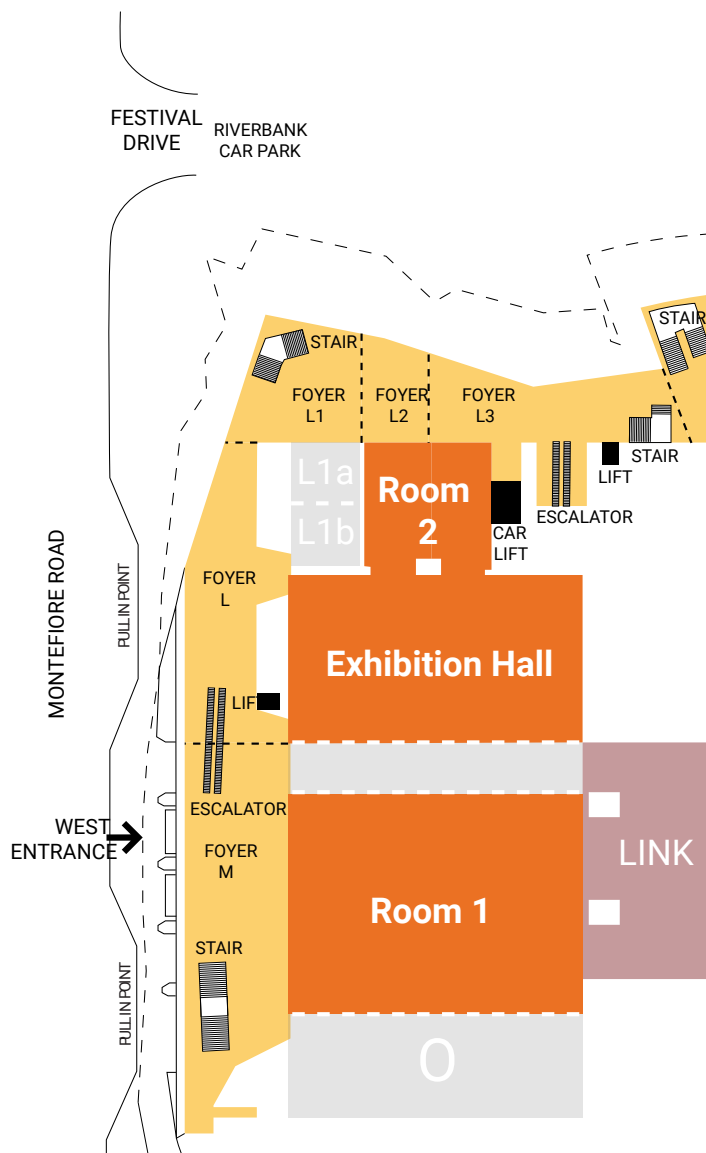 FESTIVAL
DRIVE
RIVERBANK
CAR PARK
STAIR
STAIR
FOYER
L1
FOYER
L2
FOYER
L3
STAIR
L1a
L1b
Room
2
LIFT
ESCALATOR
CAR
LIFT
FOYER
L
PULL IN POINT
MONTEFIORE ROAD
Exhibition Hall
LIFT
ESCALATOR
WEST
ENTRANCE
FOYER
M
LINK
Room 1
STAIR
PULL IN POINT
O